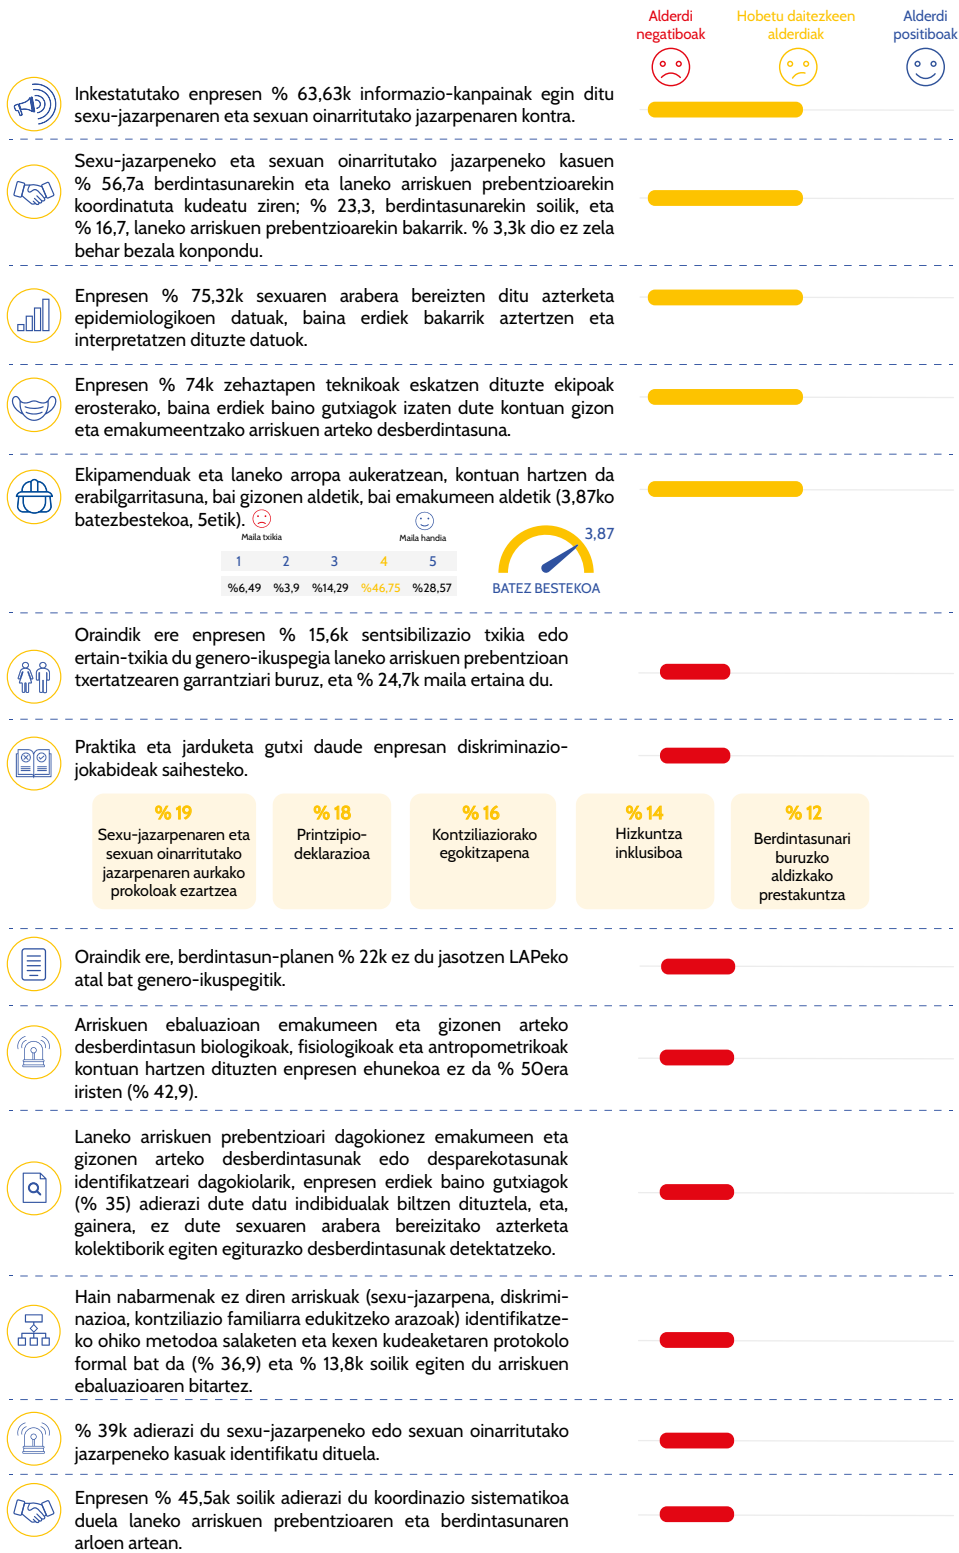 Alderdi
negatiboak
Hobetu daitezkeen
alderdiak
Alderdi
positiboak
Inkestatutako enpresen % 63,63k informazio-kanpainak egin ditu
sexu-jazarpenaren eta sexuan oinarritutako jazarpenaren kontra.
Sexu-jazarpeneko eta sexuan oinarritutako jazarpeneko kasuen
% 56,7a berdintasunarekin eta laneko arriskuen prebentzioarekin
koordinatuta kudeatu ziren; % 23,3, berdintasunarekin soilik, eta
% 16,7, laneko arriskuen prebentzioarekin bakarrik. % 3,3k dio ez zela
behar bezala konpondu.
Enpresen % 75,32k sexuaren arabera bereizten ditu azterketa
epidemiologikoen datuak, baina erdiek bakarrik aztertzen eta
interpretatzen dituzte datuok.
Enpresen % 74k zehaztapen teknikoak eskatzen dituzte ekipoak
erosterako, baina erdiek baino gutxiagok izaten dute kontuan gizon
eta emakumeentzako arriskuen arteko desberdintasuna.
Ekipamenduak eta laneko arropa aukeratzean, kontuan hartzen da
erabilgarritasuna, bai gizonen aldetik, bai emakumeen aldetik (3,87ko
batezbestekoa, 5etik).
Maila txikia
Maila handia
1 2 3 4 5
%6,49 %3,9 %14,29 %46,75 %28,57
3,87
BATEZ BESTEKOA
Oraindik ere enpresen % 15,6k sentsibilizazio txikia edo
ertain-txikia du genero-ikuspegia laneko arriskuen prebentzioan
txertatzearen garrantziari buruz, eta % 24,7k maila ertaina du.
Praktika eta jarduketa gutxi daude enpresan diskriminazio-
jokabideak saihesteko.
% 19
Sexu-jazarpenaren eta
sexuan oinarritutako
jazarpenaren aurkako
prokoloak ezartzea
% 18
Printzipio-
deklarazioa
% 16
Kontziliaziorako
egokitzapena
% 14
Hizkuntza
inklusiboa
% 12
Berdintasunari
buruzko
aldizkako
prestakuntza
Oraindik ere, berdintasun-planen % 22k ez du jasotzen LAPeko
atal bat genero-ikuspegitik.
Arriskuen ebaluazioan emakumeen eta gizonen arteko
desberdintasun biologikoak, fisiologikoak eta antropometrikoak
kontuan hartzen dituzten enpresen ehunekoa ez da % 50era
iristen (% 42,9).
Laneko arriskuen prebentzioari dagokionez emakumeen eta
gizonen arteko desberdintasunak edo desparekotasunak
identifikatzeari dagokiolarik, enpresen erdiek baino gutxiagok
(% 35) adierazi dute datu indibidualak biltzen dituztela, eta,
gainera, ez dute sexuaren arabera bereizitako azterketa
kolektiborik egiten egiturazko desberdintasunak detektatzeko.
Hain nabarmenak ez diren arriskuak (sexu-jazarpena, diskrimi-
nazioa, kontziliazio familiarra edukitzeko arazoak) identifikatze-
ko ohiko metodoa salaketen eta kexen kudeaketaren protokolo
formal bat da (% 36,9) eta % 13,8k soilik egiten du arriskuen
ebaluazioaren bitartez.
% 39k adierazi du sexu-jazarpeneko edo sexuan oinarritutako
jazarpeneko kasuak identifikatu dituela.
Enpresen % 45,5ak soilik adierazi du koordinazio sistematikoa
duela laneko arriskuen prebentzioaren eta berdintasunaren
arloen artean.